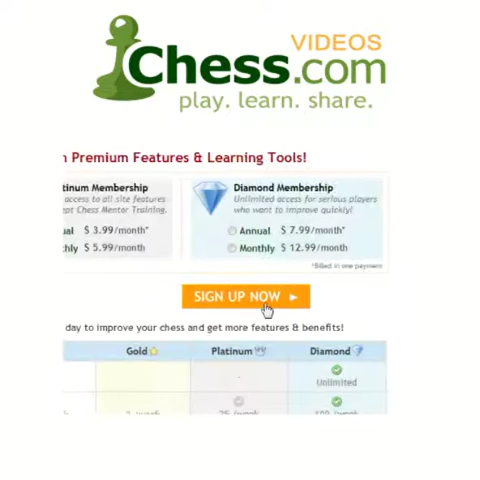 VIDEOS
Chess.com
play. learn. share.
Premium Features & Learning Tools!
tinum Membership
access to all site features
ept Chess Mentor Training.
ual $ 3.99/month*
hly $ 5.99/month
Diamond Membership
Unlimited access for serious players
who want to improve quickly!
Annual $ 7.99/month*
Monthly $ 12.99/month
*Billed in one payment
SIGN UP NOW
day to improve your chess and get more features & benefits!
Gold Platinum Diamond
Unlimited